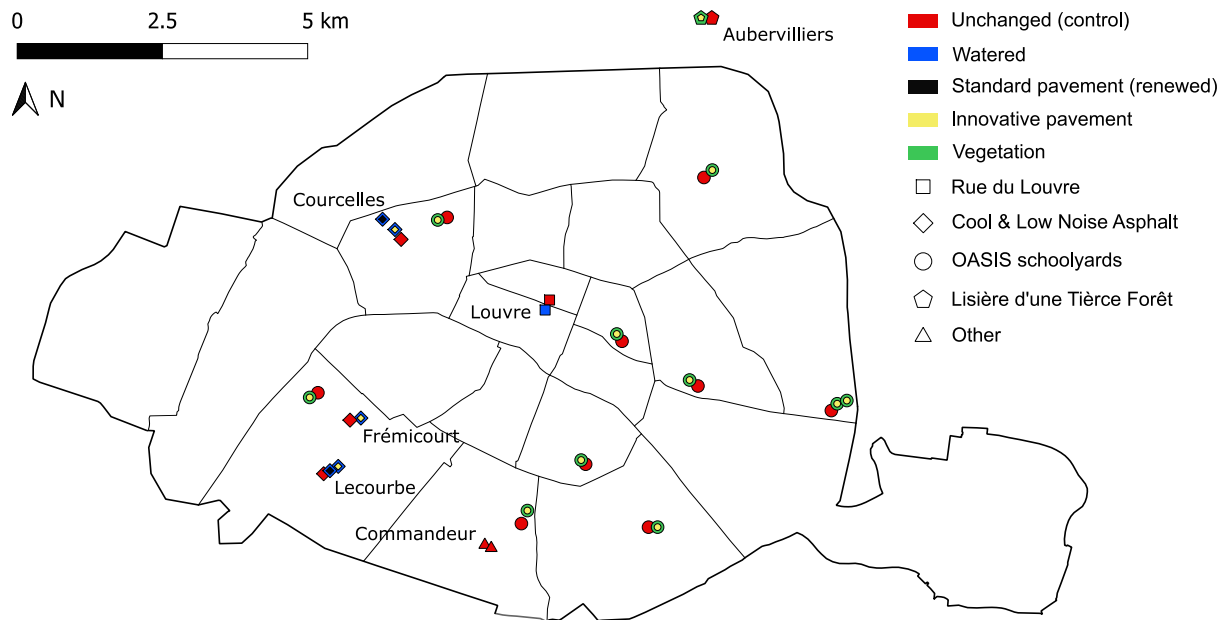 0 2.5 5 km
N
Aubervilliers
Courcelles
Louvre
Frémicourt
Lecourbe
Commandeur
Unchanged (control)
Watered
Standard pavement (renewed)
Innovative pavement
Vegetation
Rue du Louvre
Cool & Low Noise Asphalt
OASIS schoolyards
Lisière d'une Tièrce Forêt
Other